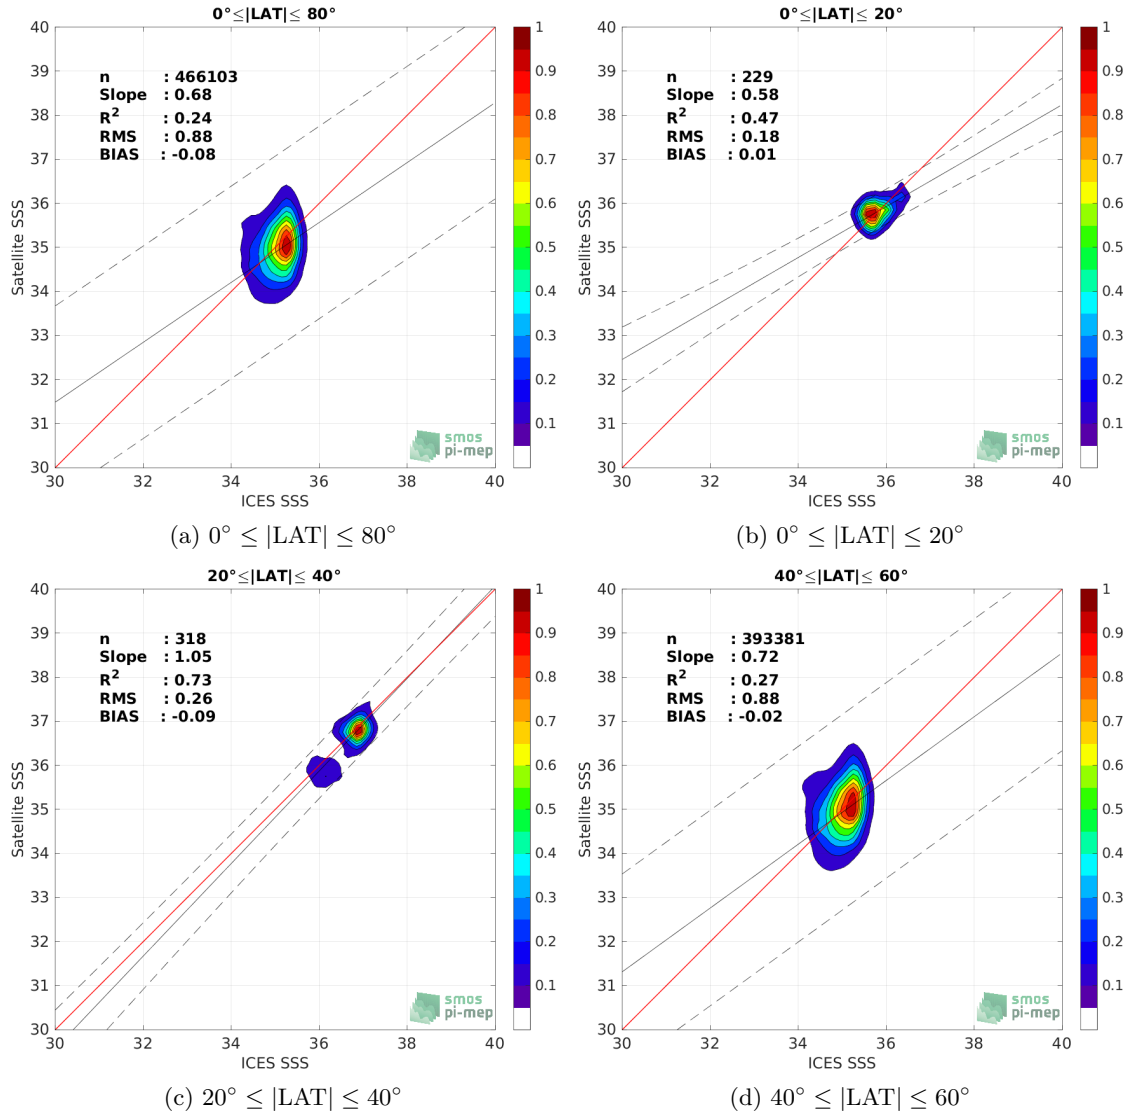 0°≤|LAT|≤ 80°
40
39
38
37
36
35
34
33
32
31
30
Satellite SSS
n : 466103
Slope : 0.68
R² : 0.24
RMS : 0.88
BIAS : -0.08
smos
pi-mep
30 32 34 36 38 40
ICES SSS
1
0.9
0.8
0.7
0.6
0.5
0.4
0.3
0.2
0.1
(a) 0° ≤ |LAT| ≤ 80°
0°≤|LAT|≤ 20°
40
39
38
37
36
35
34
33
32
31
30
Satellite SSS
n : 229
Slope : 0.58
R² : 0.47
RMS : 0.18
BIAS : 0.01
smos
pi-mep
30 32 34 36 38 40
ICES SSS
1
0.9
0.8
0.7
0.6
0.5
0.4
0.3
0.2
0.1
(b) 0° ≤ |LAT| ≤ 20°
20°≤|LAT|≤ 40°
40
39
38
37
36
35
34
33
32
31
30
Satellite SSS
n : 318
Slope : 1.05
R² : 0.73
RMS : 0.26
BIAS : -0.09
smos
pi-mep
30 32 34 36 38 40
ICES SSS
1
0.9
0.8
0.7
0.6
0.5
0.4
0.3
0.2
0.1
(c) 20° ≤ |LAT| ≤ 40°
40°≤|LAT|≤ 60°
40
39
38
37
36
35
34
33
32
31
30
Satellite SSS
n : 393381
Slope : 0.72
R² : 0.27
RMS : 0.88
BIAS : -0.02
smos
pi-mep
30 32 34 36 38 40
ICES SSS
1
0.9
0.8
0.7
0.6
0.5
0.4
0.3
0.2
0.1
(d) 40° ≤ |LAT| ≤ 60°